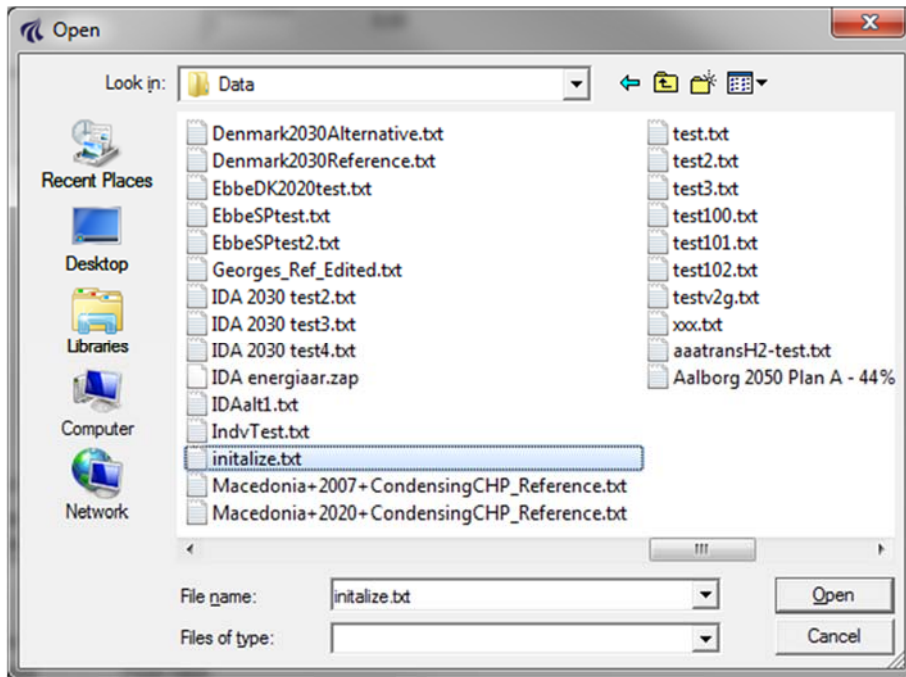 Open
Look in:
Data
Recent Places
Desktop
Libraries
Computer
Network
Denmark2030Alternative.txt
Denmark2030Reference.txt
EbbeDK2020test.txt
EbbeSPtest.txt
EbbeSPtest2.txt
Georges_Ref_Edited.txt
IDA 2030 test2.txt
IDA 2030 test3.txt
IDA 2030 test4.txt
IDA energiaar.zap
IDAalt1.txt
IndvTest.txt
initalize.txt
Macedonia+2007+CondensingCHP_Reference.txt
Macedonia+2020+CondensingCHP_Reference.txt
test.txt
test2.txt
test3.txt
test100.txt
test101.txt
test102.txt
testv2g.txt
xxx.txt
aaatransH2-test.txt
Aalborg 2050 Plan A - 44%
File name:
initalize.txt
Open
Files of type:
Cancel